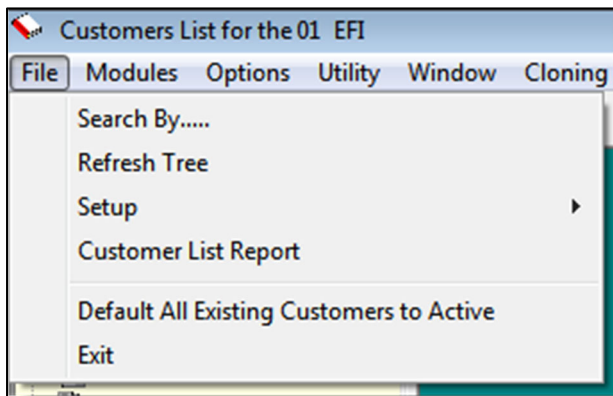 Customers List for the 01 EFI
File Modules Options Utility Window Cloning
Search By.....
Refresh Tree
Setup
Customer List Report
Default All Existing Customers to Active
Exit